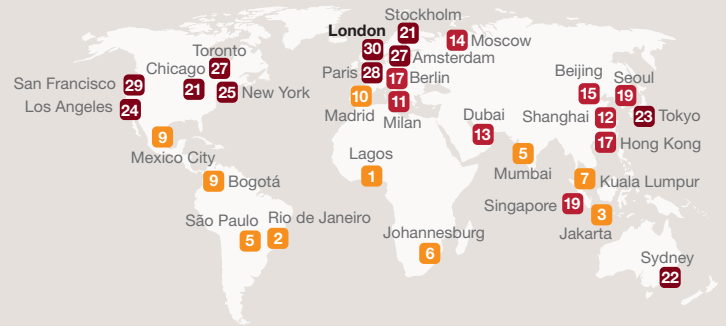 Stockholm
21
London
30
14
Moscow
Toronto
27
27
Amsterdam
Chicago
21
Paris
28
17
Berlin
Beijing
15
Seoul
19
San Francisco
29
25
New York
10
Madrid
11
Milan
Los Angeles
24
Dubai
13
Shanghai
12
23
Tokyo
9
Mexico City
17
Hong Kong
Lagos
1
5
Mumbai
9
Bogotá
7
Kuala Lumpur
Singapore
19
São Paulo
5
Rio de Janeiro
2
3
Jakarta
Johannesburg
6
Sydney
22